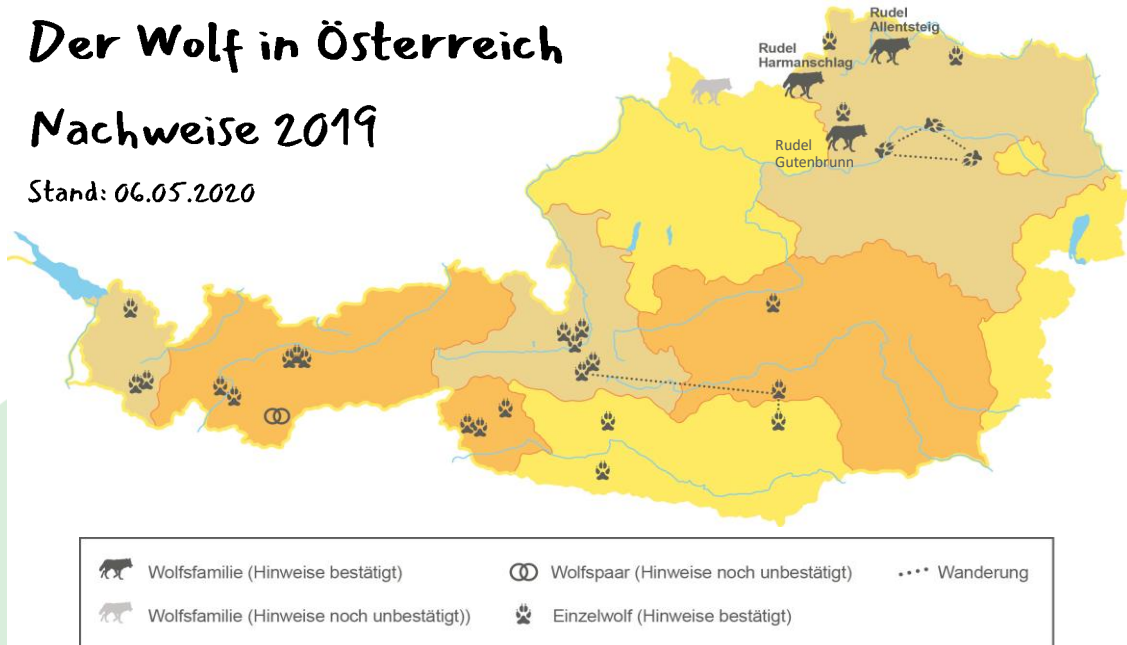 Der Wolf in Österreich
Nachweise 2019
Stand: 06.05.2020
Rudel
Allentsteig
Rudel
Harmanschlag
Rudel
Gutenbrunn
Wolfsfamilie (Hinweise bestätigt)
Wolfspaar (Hinweise noch unbestätigt)
Wanderung
Wolfsfamilie (Hinweise noch unbestätigt))
Einzelwolf (Hinweise bestätigt)